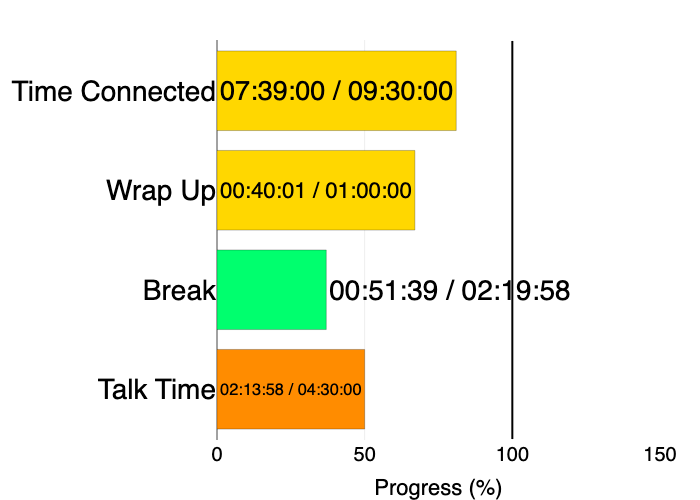 Time Connected 07:39:00 / 09:30:00
Wrap Up 00:40:01 / 01:00:00
Break 00:51:39 / 02:19:58
Talk Time 02:13:58 / 04:30:00
0 50 100 150
Progress (%)